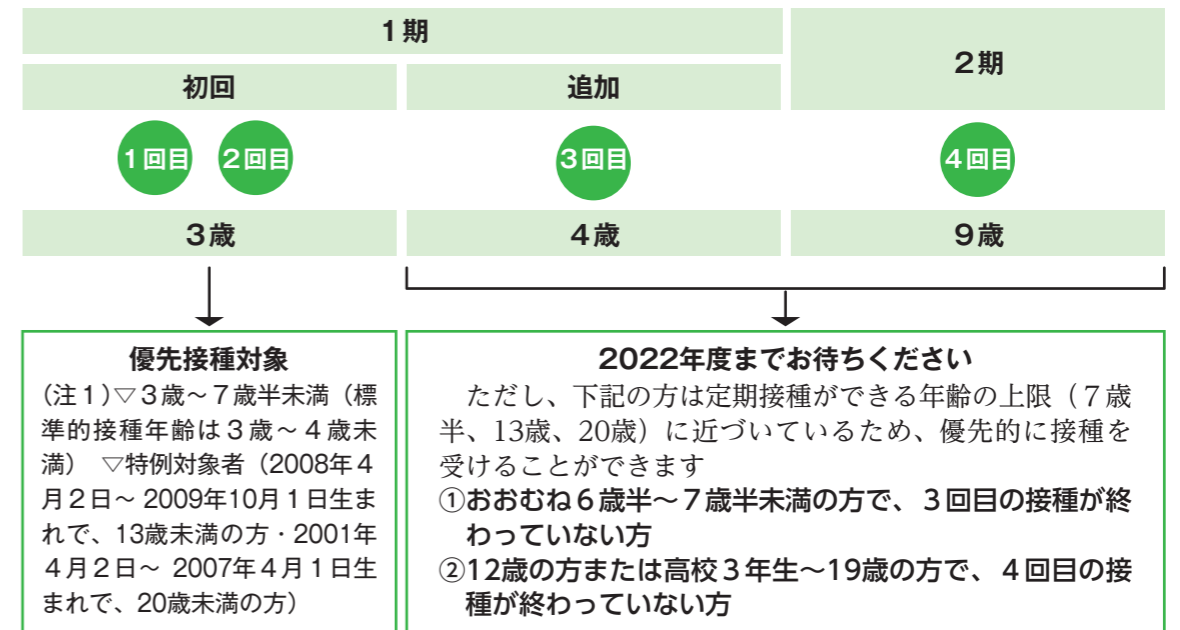 1期
2期
初回
追加
1回目
2回目
3回目
4回目
3歳
4歳
9歳
優先接種対象
(注1)▽3歳～7歳半未満（標
準的接種年齢は3歳～4歳未
満） ▽特例対象者（2008年4
月2日～2009年10月1日生ま
れで、13歳未満の方・2001年
4月2日～2007年4月1日生
まれで、20歳未満の方）
2022年度までお待ちください
ただし、下記の方は定期接種ができる年齢の上限（7歳
半、13歳、20歳）に近づいているため、優先的に接種を
受けることができます
①おおむね6歳半～7歳半未満の方で、3回目の接種が終
わっていない方
②12歳の方または高校3年生～19歳の方で、4回目の接
種が終わっていない方